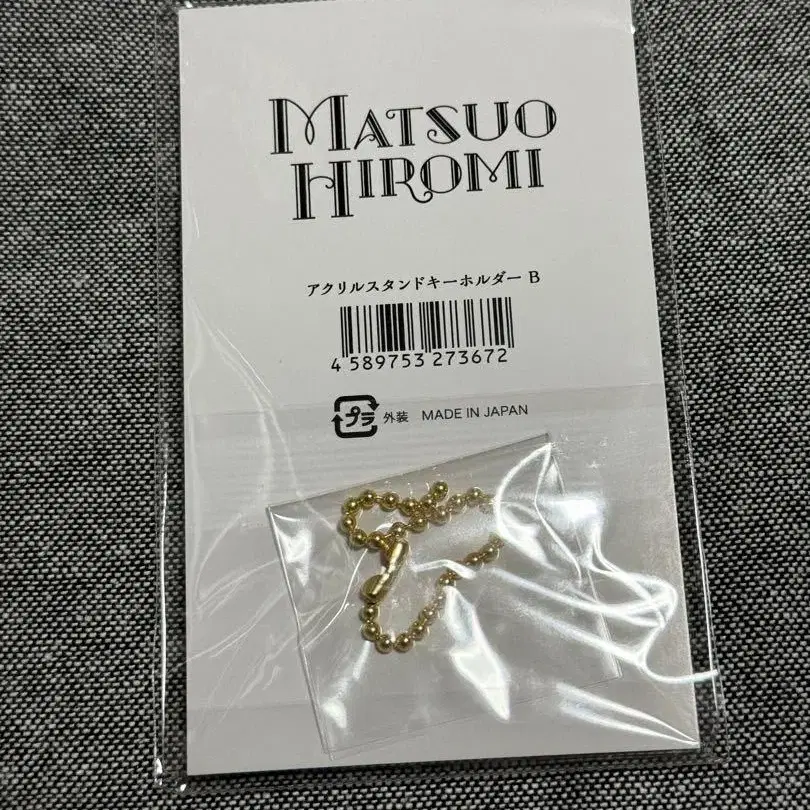 MATSUO
HIROMI
アクリルスタンドキーホルダー B
4 589753 273672
プラ 外装 MADE IN JAPAN